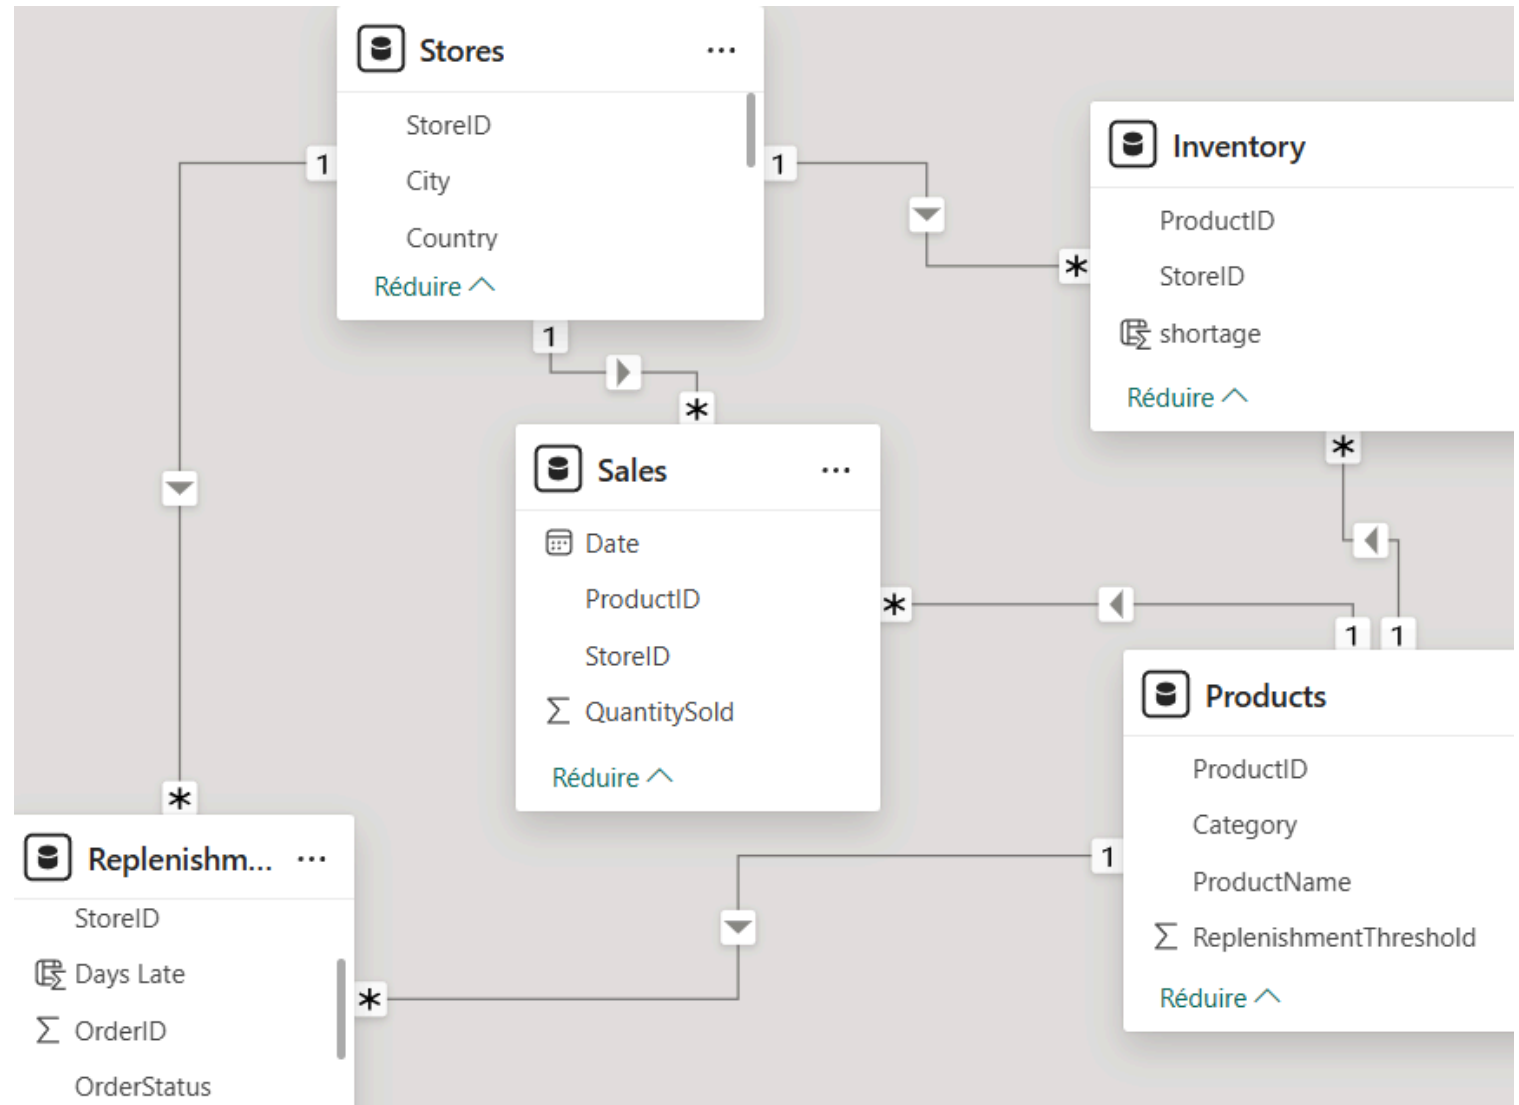 Stores
StoreID
City
Country
Réduire
1
1
1
*
*
*
Inventory
ProductID
StoreID
shortage
Réduire
*
Sales
Date
ProductID
StoreID
QuantitySold
Réduire
*
1
1
1
Products
ProductID
Category
ProductName
ReplenishmentThreshold
Réduire
Replenishm...
StoreID
Days Late
OrderID
OrderStatus
*